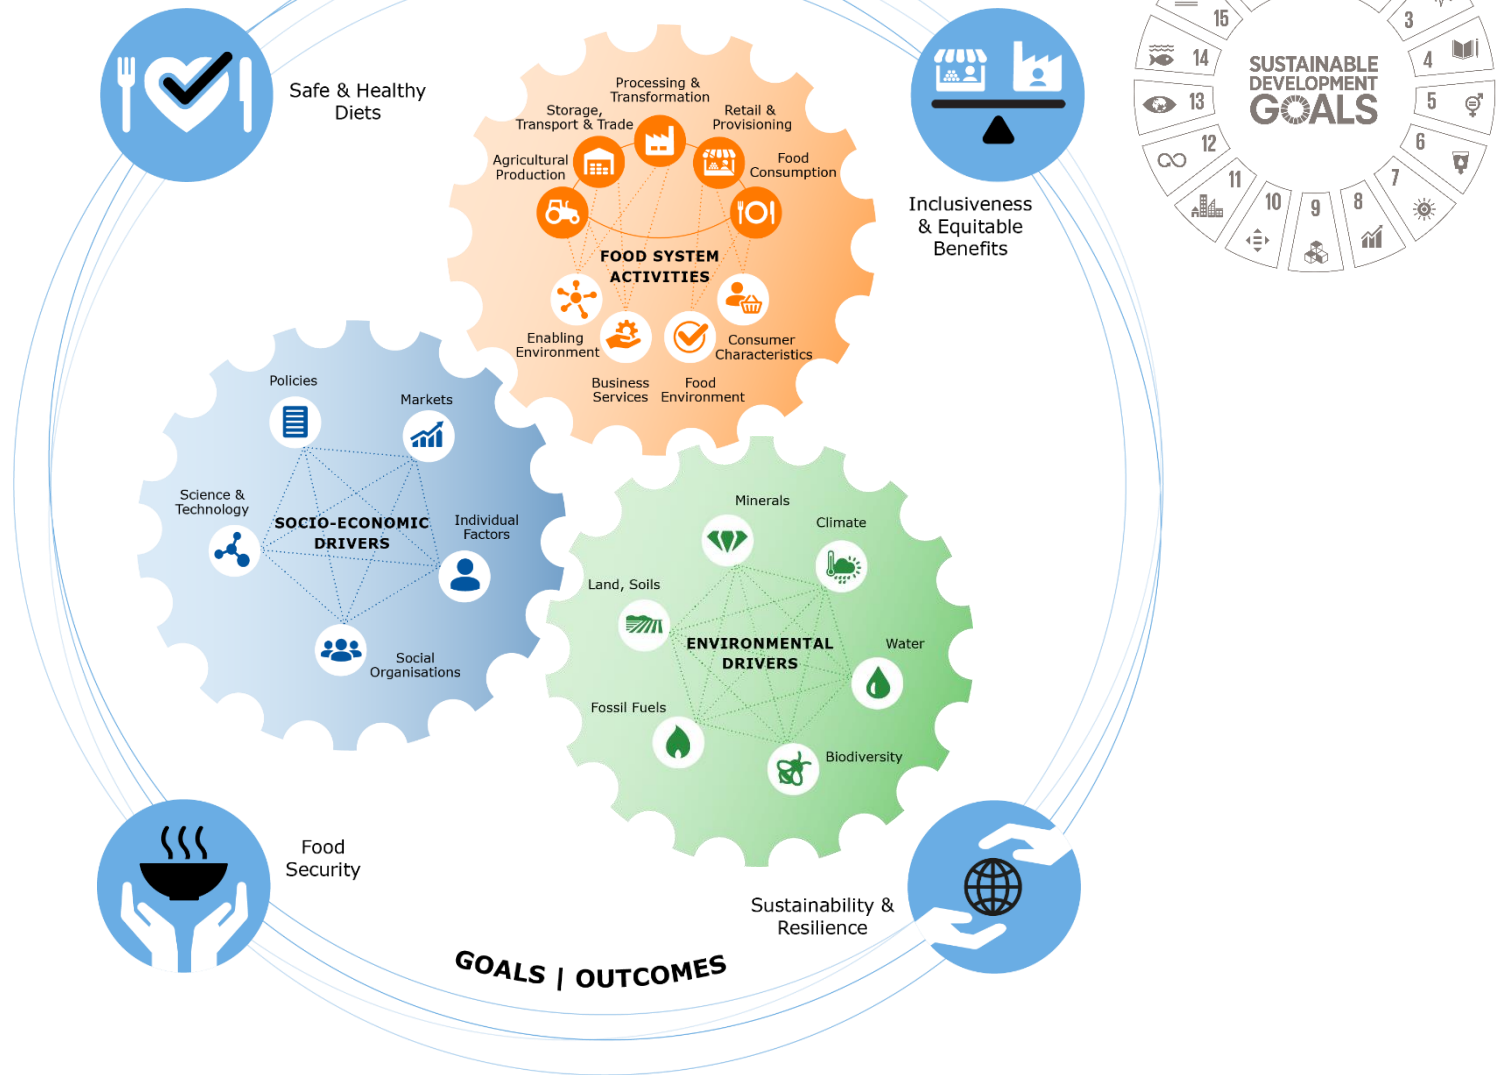 Safe & Healthy
Diets
Processing &
Transformation
Storage,
Transport & Trade
Retail &
Provisioning
Agricultural
Production
Food
Consumption
FOOD SYSTEM
ACTIVITIES
Enabling
Environment
Business
Services
Food
Environment
Consumer
Characteristics
Inclusiveness
& Equitable
Benefits
SUSTAINABLE
DEVELOPMENT
GOALS
3
4
5
6
7
8
9
10
11
12
13
14
15
Policies
Markets
Science &
Technology
SOCIO-ECONOMIC
DRIVERS
Individual
Factors
Social
Organisations
Minerals
Climate
Land, Soils
ENVIRONMENTAL
DRIVERS
Water
Fossil Fuels
Biodiversity
Food
Security
Sustainability &
Resilience
GOALS | OUTCOMES